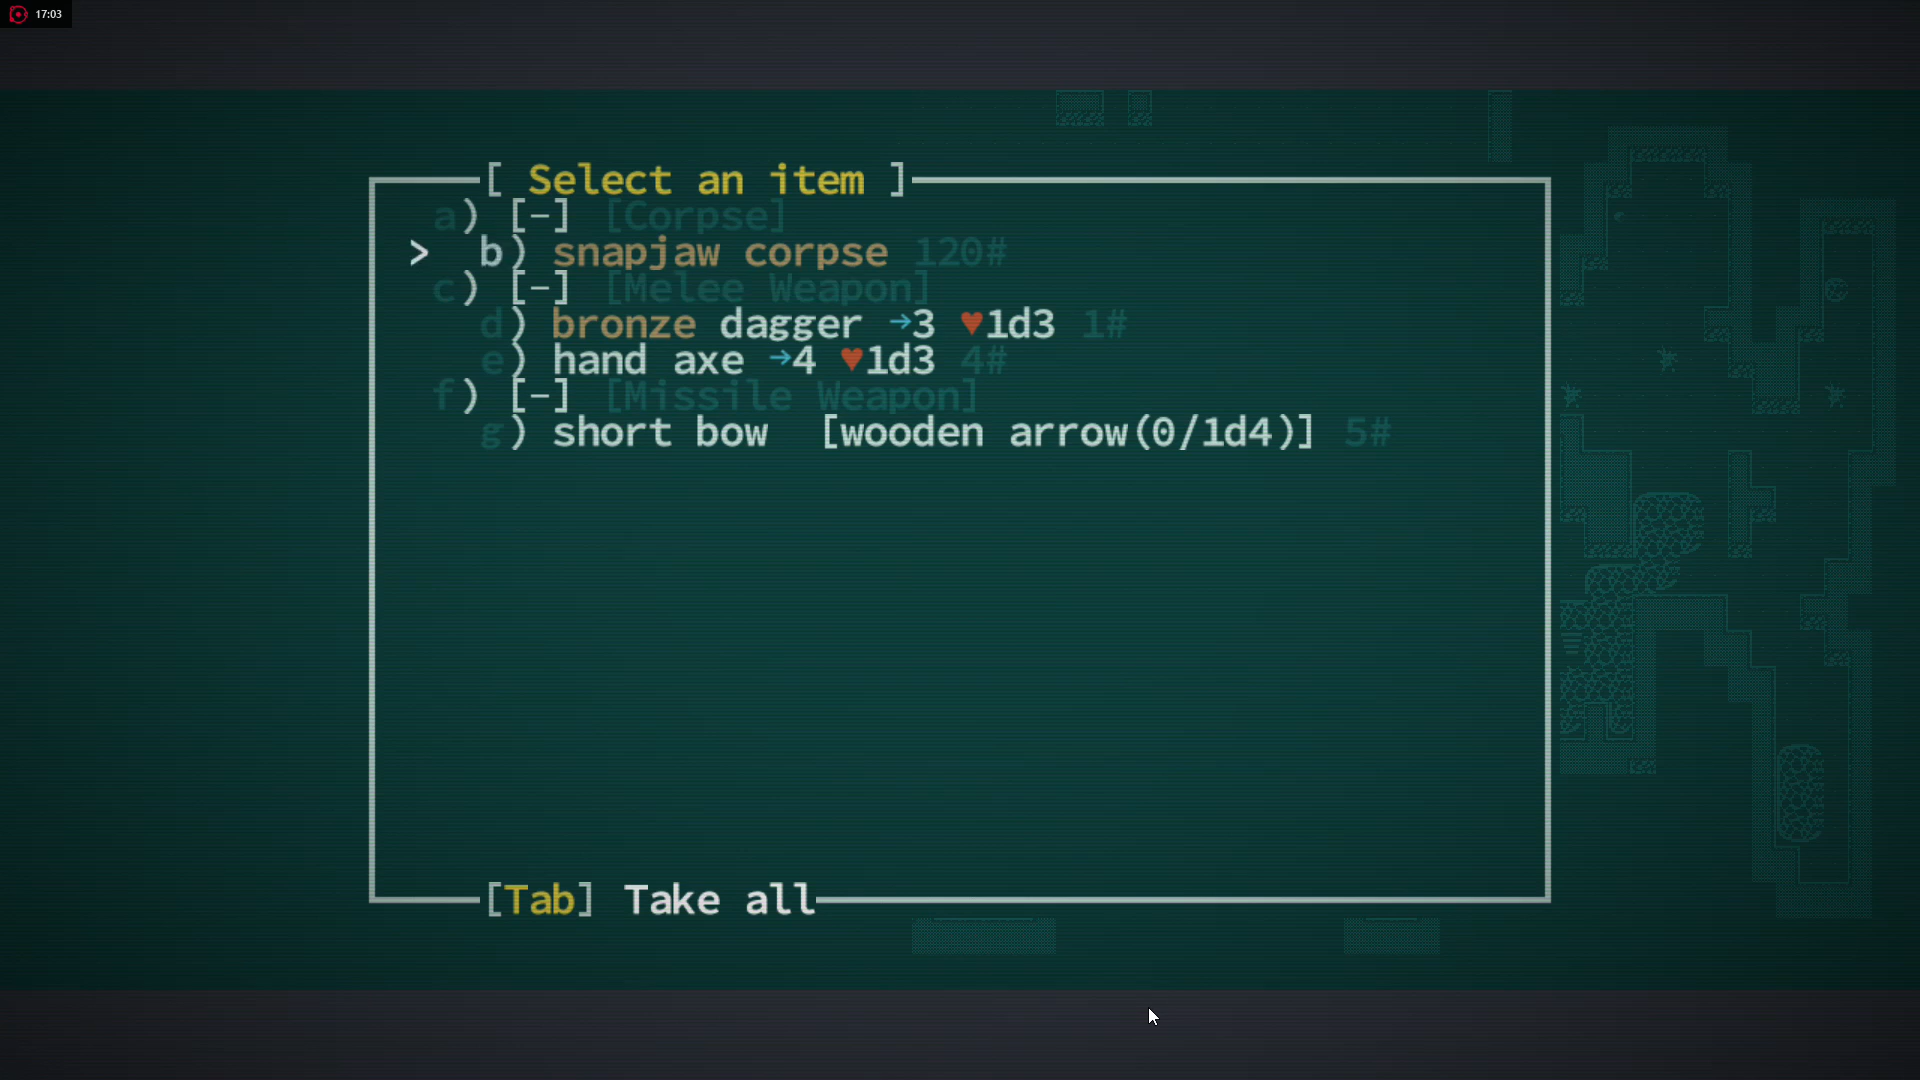 17:03
[ Select an item ]
a) [-] [Corpse]
> b) snapjaw corpse 120#
c) [-] [Melee Weapon]
d) bronze dagger →3 ♥1d3 1#
e) hand axe →4 ♥1d3 4#
f) [-] [Missile Weapon]
g) short bow [wooden arrow(0/1d4)] 5#
[Tab] Take all